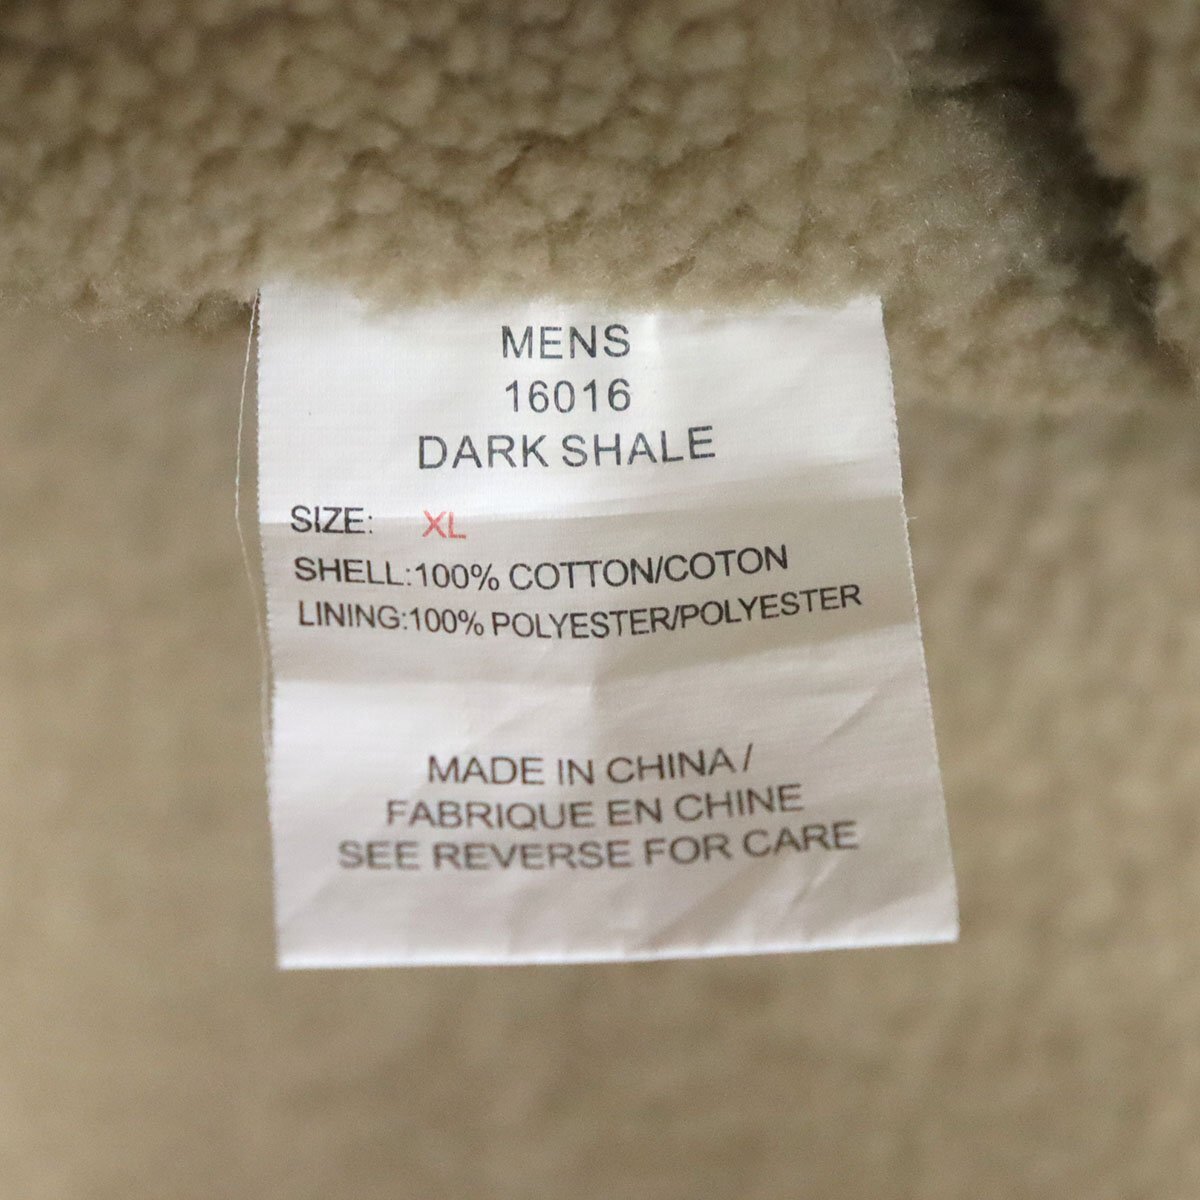 MENS
16016
DARK SHALE
SIZE: XL
SHELL:100% COTTON/COTON
LINING:100% POLYESTER/POLYESTER
MADE IN CHINA/
FABRIQUE EN CHINE
SEE REVERSE FOR CARE